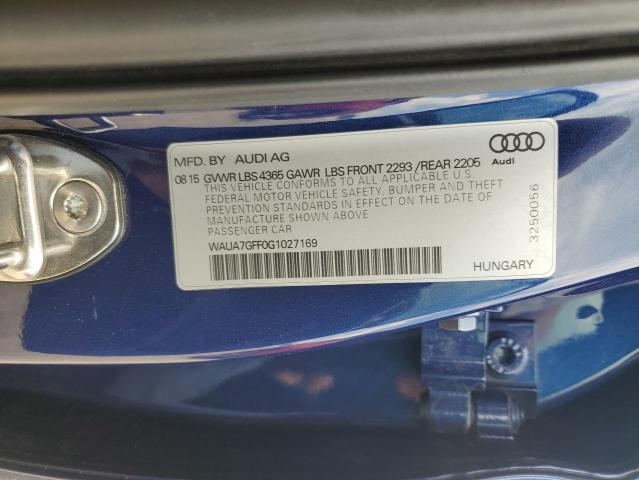 MFD. BY AUDI AG
08 15 GVWR LBS 4365 GAWR LBS FRONT 2293 / REAR 2205
THIS VEHICLE CONFORMS TO ALL APPLICABLE U.S.
FEDERAL MOTOR VEHICLE SAFETY, BUMPER AND THEFT
PREVENTION STANDARDS IN EFFECT ON THE DATE OF
MANUFACTURE SHOWN ABOVE
PASSENGER CAR
WAUA7GFF0G1027169
Audi
3250056
HUNGARY